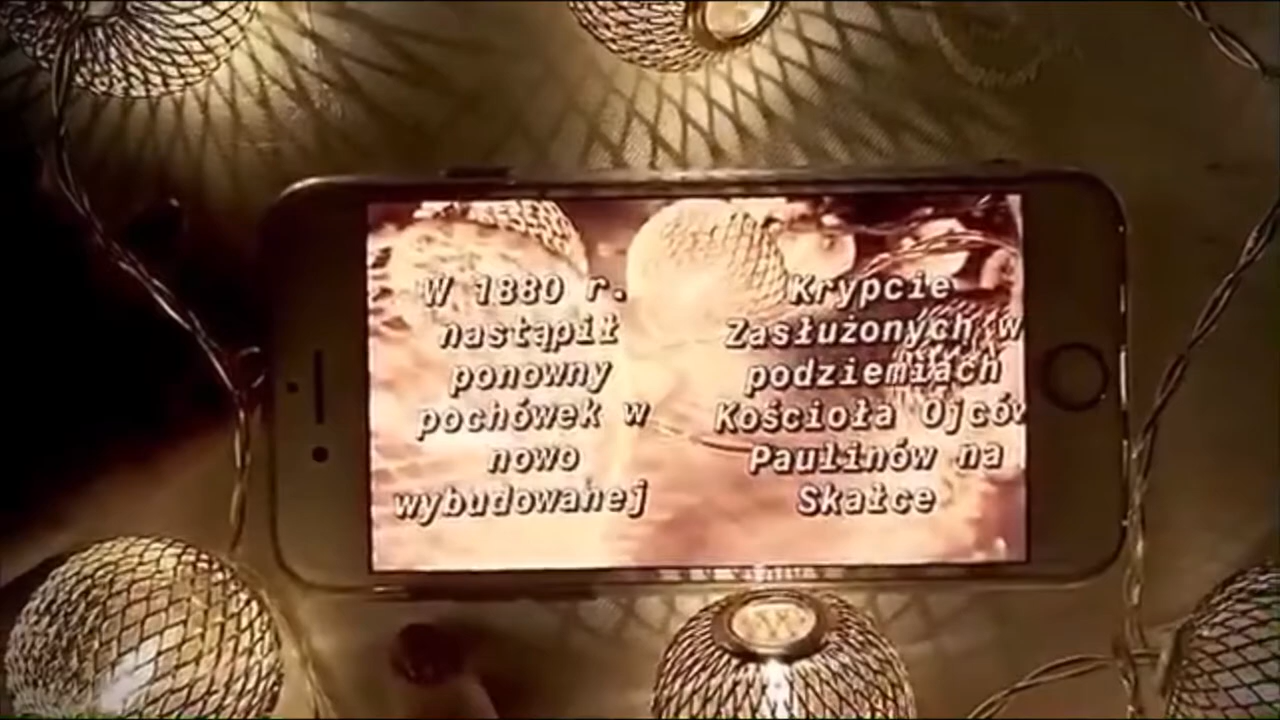 W 1880 r.
nastąpił
ponowny
pochówek w
nowo
wybudowanej
Krypcie
Zasłużonych w
podziemiach
Kościoła Ojców
Paulinów na
Skałce